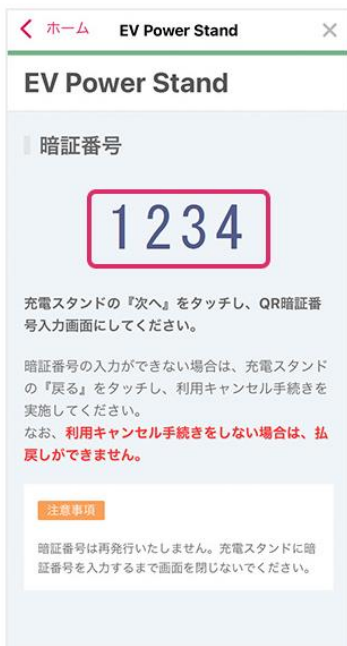 ホーム EV Power Stand ×
EV Power Stand
暗証番号
1234
充電スタンドの『次へ』をタッチし、QR暗証番
号入力画面にしてください。
暗証番号の入力ができない場合は、充電スタンド
の『戻る』をタッチし、利用キャンセル手続きを
実施してください。
なお、利用キャンセル手続きをしない場合は、払
戻しができません。
注意事項
暗証番号は再発行いたしません。充電スタンドに暗
証番号を入力するまで画面を閉じないでください。